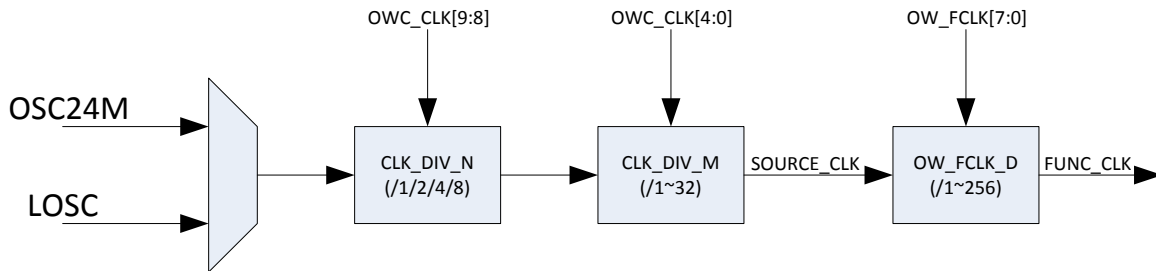 OWC_CLK[9:8]
OWC_CLK[4:0]
OW_FCLK[7:0]
OSC24M
LOSC
CLK_DIV_N
(/1/2/4/8)
CLK_DIV_M
(/1~32)
SOURCE_CLK
OW_FCLK_D
(/1~256)
FUNC_CLK